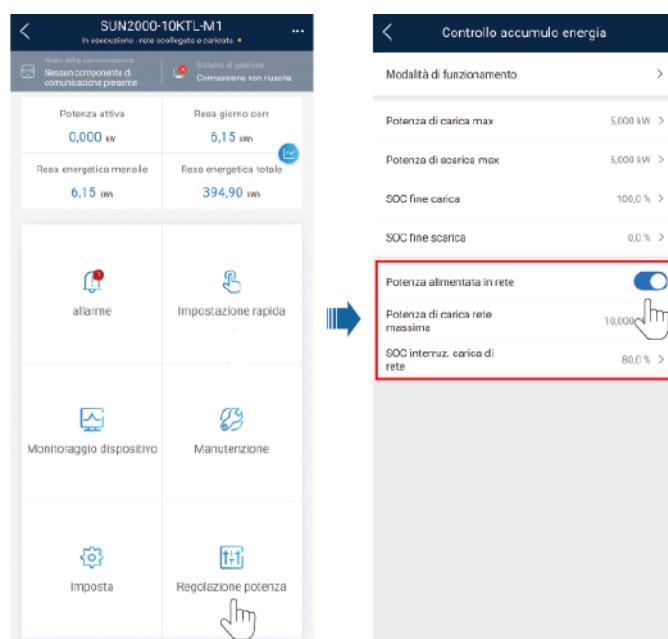 SUN2000-10KTL-M1
In esecuzione - rete scollegata e caricata
Stato della comunicazione
Nessun componente di
comunicazione presente
Sistema di gestione
Connessione non riuscita
Potenza attiva
0,000 kW
Resa giorno corr
6,15 kWh
Resa energetica mensile
6,15 kWh
Resa energetica totale
394,90 kWh
allarme
Impostazione rapida
Monitoraggio dispositivo
Manutenzione
Imposta
Regolazione potenza
Controllo accumulo energia
Modalità di funzionamento
Potenza di carica max
5,000 kW
Potenza di scarica max
5,000 kW
SOC fine carica
100,0 %
SOC fine scarica
0,0 %
Potenza alimentata in rete
Potenza di carica rete
massima
10,000
SOC interruz. carica di
rete
80,0 %